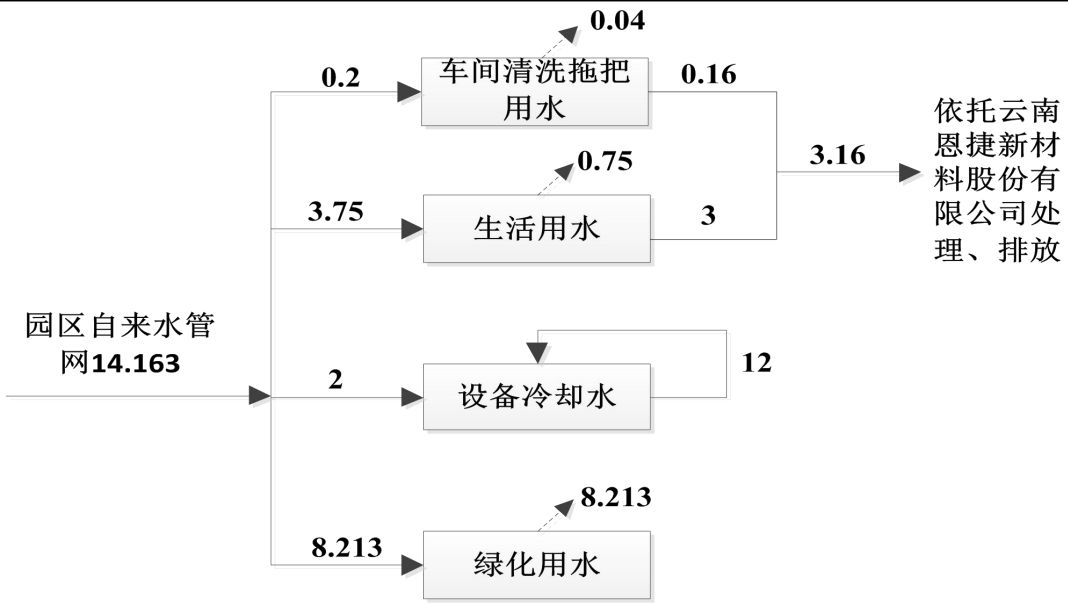 0.04
0.2
车间清洗拖把
用水
0.16
依托云南
恩捷新材
料股份有
限公司处
理、排放
3.16
0.75
3.75
生活用水
3
园区自来水管
网14.163
2
设备冷却水
12
8.213
8.213
绿化用水